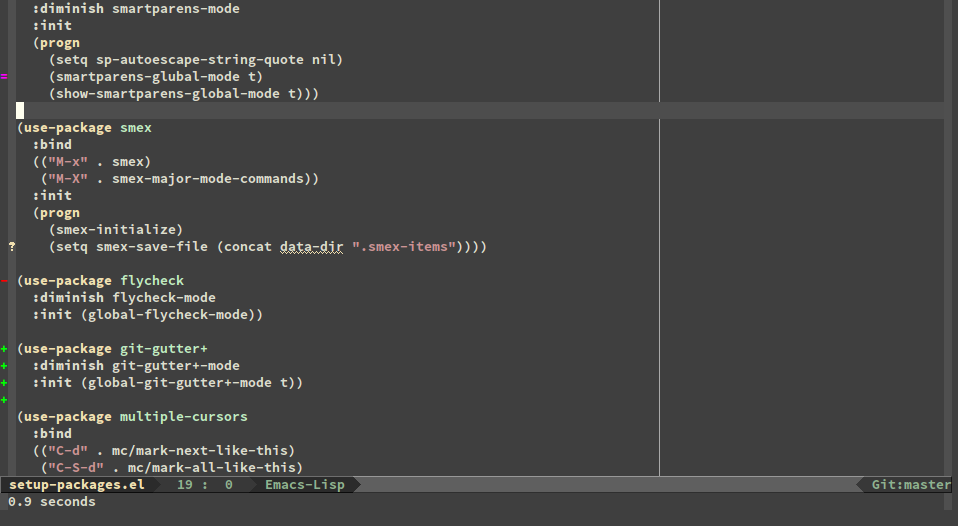 :diminish smartparens-mode
:init
(progn
(setq sp-autoescape-string-quote nil)
= (smartparens-glubal-mode t)
(show-smartparens-global-mode t)))
(use-package smex
:bind
(("M-x" . smex)
("M-X" . smex-major-mode-commands))
:init
(progn
(smex-initialize)
? (setq smex-save-file (concat data-dir ".smex-items"))))
- (use-package flycheck
:diminish flycheck-mode
:init (global-flycheck-mode))
+ (use-package git-gutter+
+ :diminish git-gutter+-mode
+ :init (global-git-gutter+-mode t))
+
(use-package multiple-cursors
:bind
(("C-d" . mc/mark-next-like-this)
("C-S-d" . mc/mark-all-like-this)
setup-packages.el 19 : 0 Emacs-Lisp Git:master
0.9 seconds